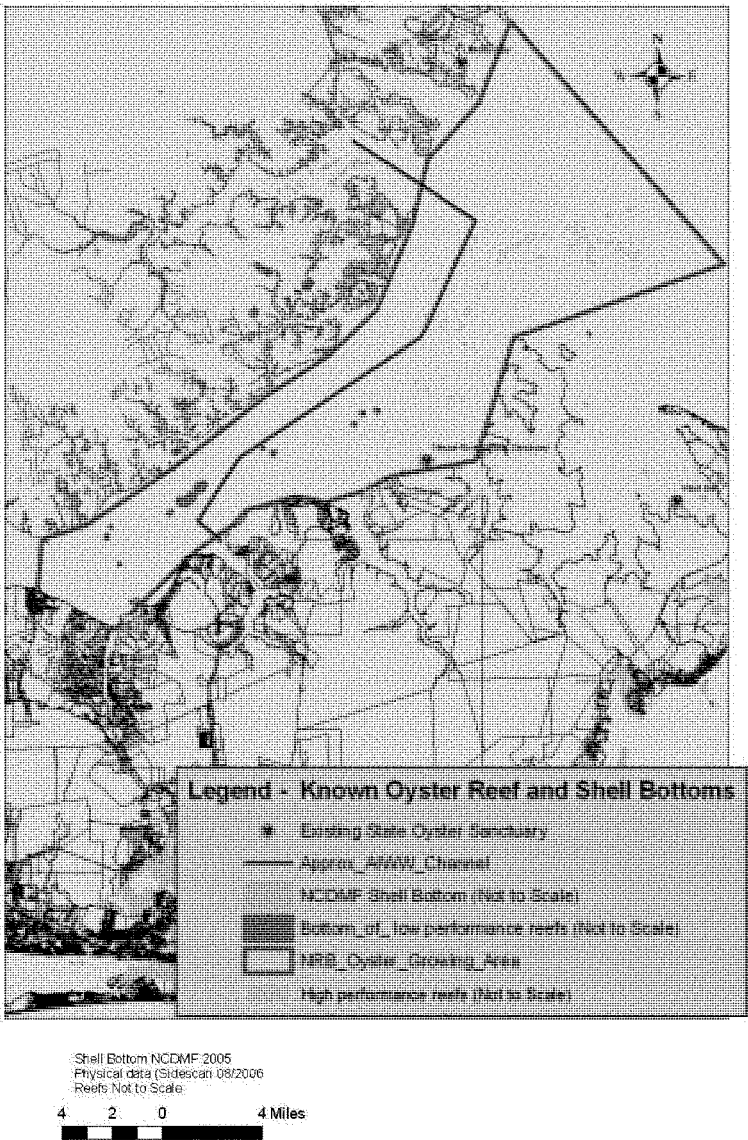 N
E
Legend - Known Oyster Reef and Shell Bottoms
Existing State Oyster Sanctuary
Approx_AIWW_Channel
NCDMF Shell Bottom (Not to Scale)
Bottom_of_low performance reefs (Not to Scale)
NRB_Oyster_Growing_Area
High performance reefs (Not to Scale)
Shell Bottom NCDMF 2005
Physical data (Sidescan 08/2006
Reefs Not to Scale
4 2 0 4 Miles